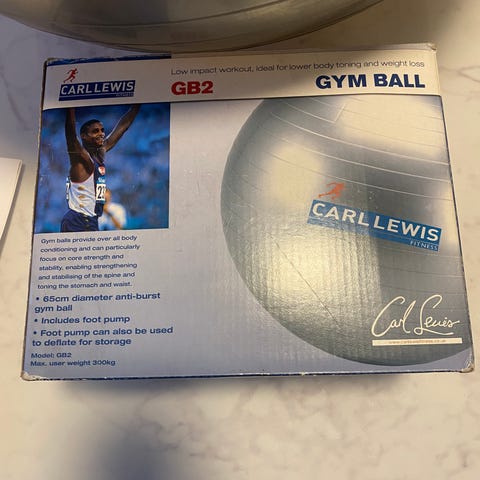 Low impact workout, ideal for lower body toning and weight loss
CARL LEWIS
FITNESS
GB2
GYM BALL
Gym balls provide over all body
conditioning and can particularly
focus on core strength and
stability, enabling strengthening
and stabilising of the spine and
toning the stomach and waist.
• 65cm diameter anti-burst
gym ball
• Includes foot pump
• Foot pump can also be used
to deflate for storage
Model: GB2
Max. user weight 300kg
CARL LEWIS
FITNESS
Carl Lewis